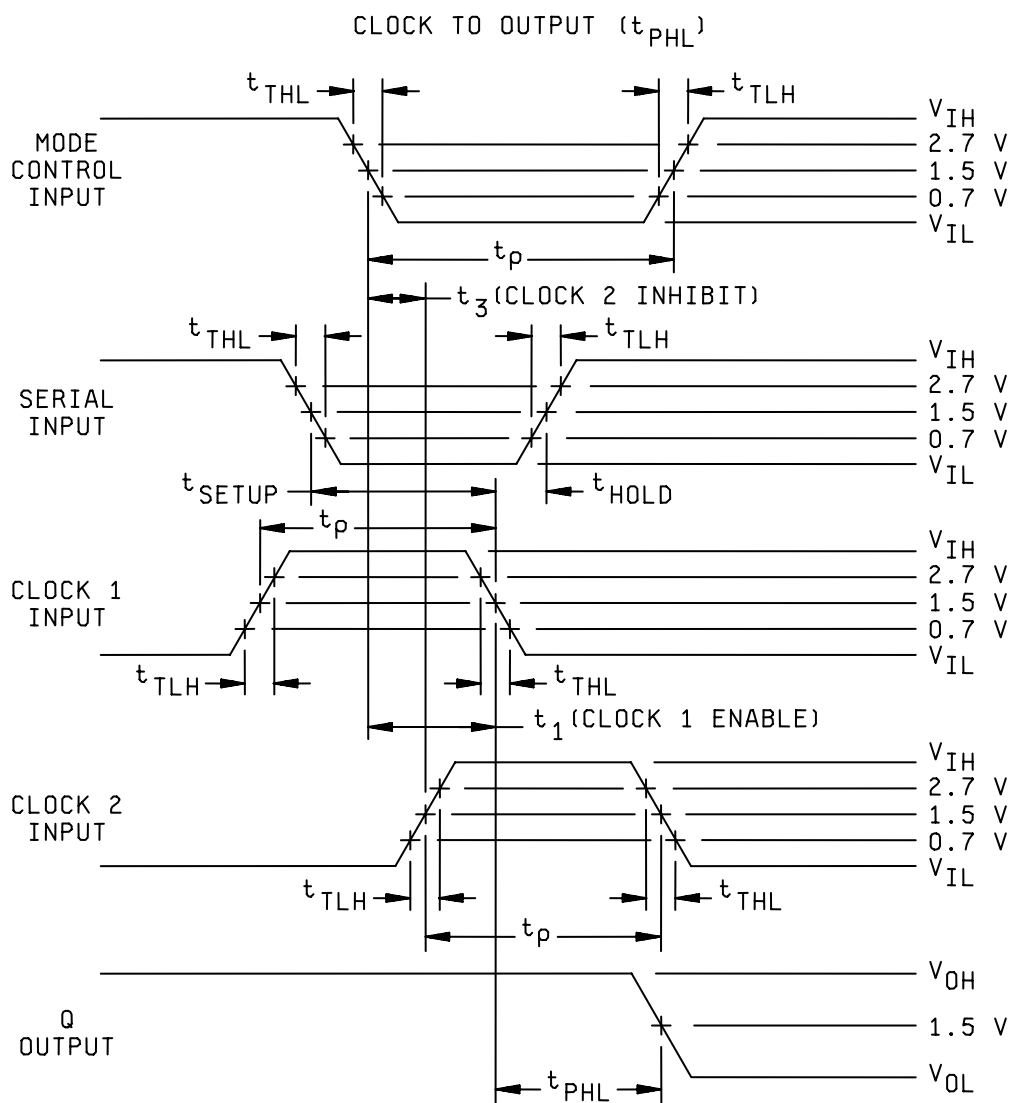 CLOCK TO OUTPUT (tPHL)
tTHL
tTLH
MODE
CONTROL
INPUT
VIH
2.7 V
1.5 V
0.7 V
VIL
tp
t3 (CLOCK 2 INHIBIT)
tTHL
tTLH
SERIAL
INPUT
VIH
2.7 V
1.5 V
0.7 V
VIL
tSETUP
tHOLD
tp
CLOCK 1
INPUT
VIH
2.7 V
1.5 V
0.7 V
VIL
tTLH
tTHL
t1 (CLOCK 1 ENABLE)
CLOCK 2
INPUT
VIH
2.7 V
1.5 V
0.7 V
VIL
tTLH
tTHL
tp
Q
OUTPUT
VOH
1.5 V
VOL
tPHL